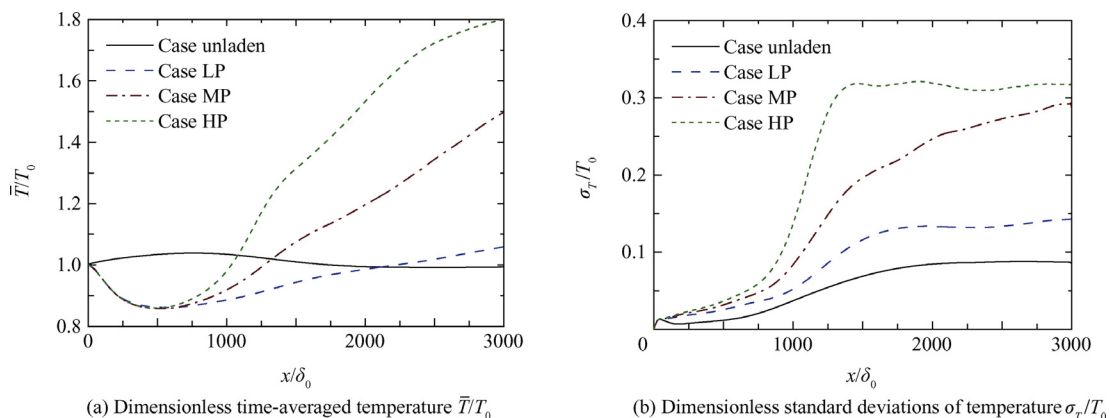 1.8
1.6
1.4
1.2
1.0
0.8
T̄/T₀
Case unladen
Case LP
Case MP
Case HP
0 1000 2000 3000
x/δ₀
(a) Dimensionless time-averaged temperature T̄/T₀
0.4
0.3
0.2
0.1
σ_T/T₀
Case unladen
Case LP
Case MP
Case HP
0 1000 2000 3000
x/δ₀
(b) Dimensionless standard deviations of temperature σ_T/T₀